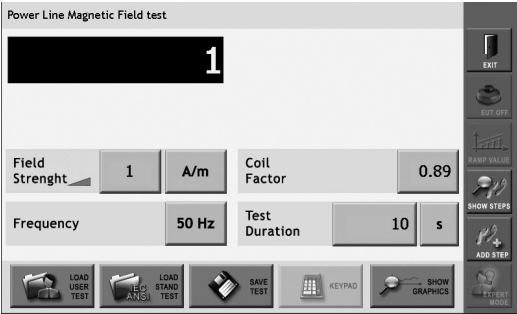 Power Line Magnetic Field test
1
EXIT
EUT OFF
RAMP VALUE
Field
Strenght
1
A/m
Coil
Factor
0.89
SHOW STEPS
Frequency
50 Hz
Test
Duration
10
s
ADD STEP
LOAD
USER
TEST
IEC
ANSI
LOAD
STAND
TEST
SAVE
TEST
KEYPAD
SHOW
GRAPHICS
EXPERT
MODE